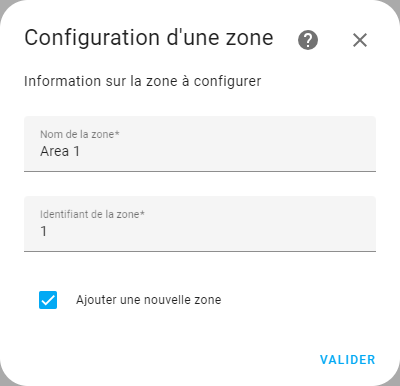 Configuration d'une zone
Information sur la zone à configurer
Nom de la zone*
Area 1
Identifiant de la zone*
1
Ajouter une nouvelle zone
VALIDER